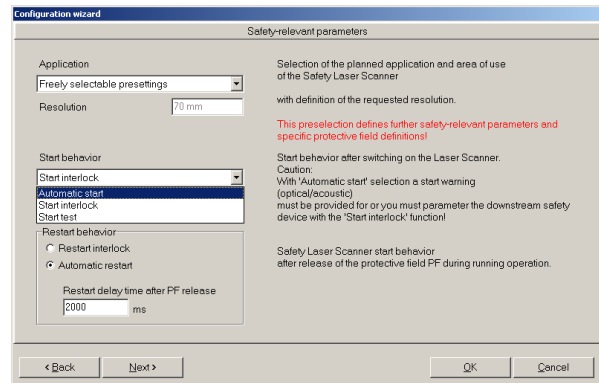 Configuration wizard
Safety-relevant parameters
Application
Freely selectable presettings
Resolution
70 mm
Start behavior
Start interlock
Automatic start
Start interlock
Start test
Restart behavior
Restart interlock
Automatic restart
Restart delay time after PF release
2000
ms
Selection of the planned application and area of use
of the Safety Laser Scanner
with definition of the requested resolution.
This preselection defines further safety-relevant parameters and
specific protective field definitions!
Start behavior after switching on the Laser Scanner.
Caution:
With 'Automatic start' selection a start warning
(optical/acoustic)
must be provided for or you must parameter the downstream safety
device with the 'Start interlock' function!
Safety Laser Scanner start behavior
after release of the protective field PF during running operation.
< Back
Next >
OK
Cancel